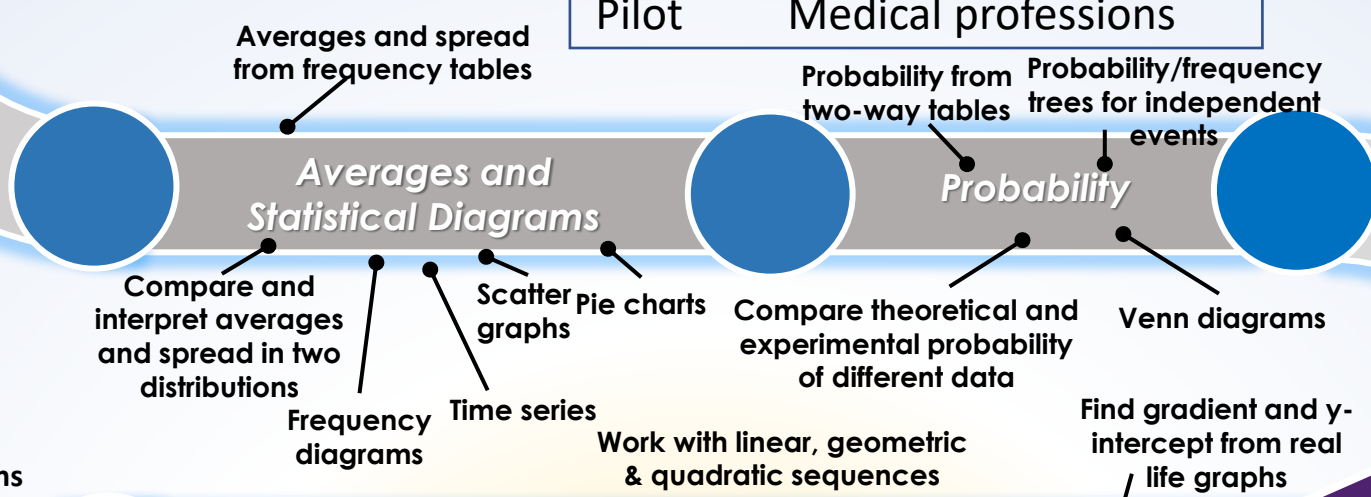 Pilot Medical professions
Averages and spread
from frequency tables
Probability from
two-way tables
Probability/frequency
trees for independent
events
Averages and
Statistical Diagrams
Probability
Compare and
interpret averages
and spread in two
distributions
Frequency
diagrams
Time series
Scatter
graphs
Pie charts
Compare theoretical and
experimental probability
of different data
Venn diagrams
Work with linear, geometric
& quadratic sequences
Find gradient and y-
intercept from real
life graphs